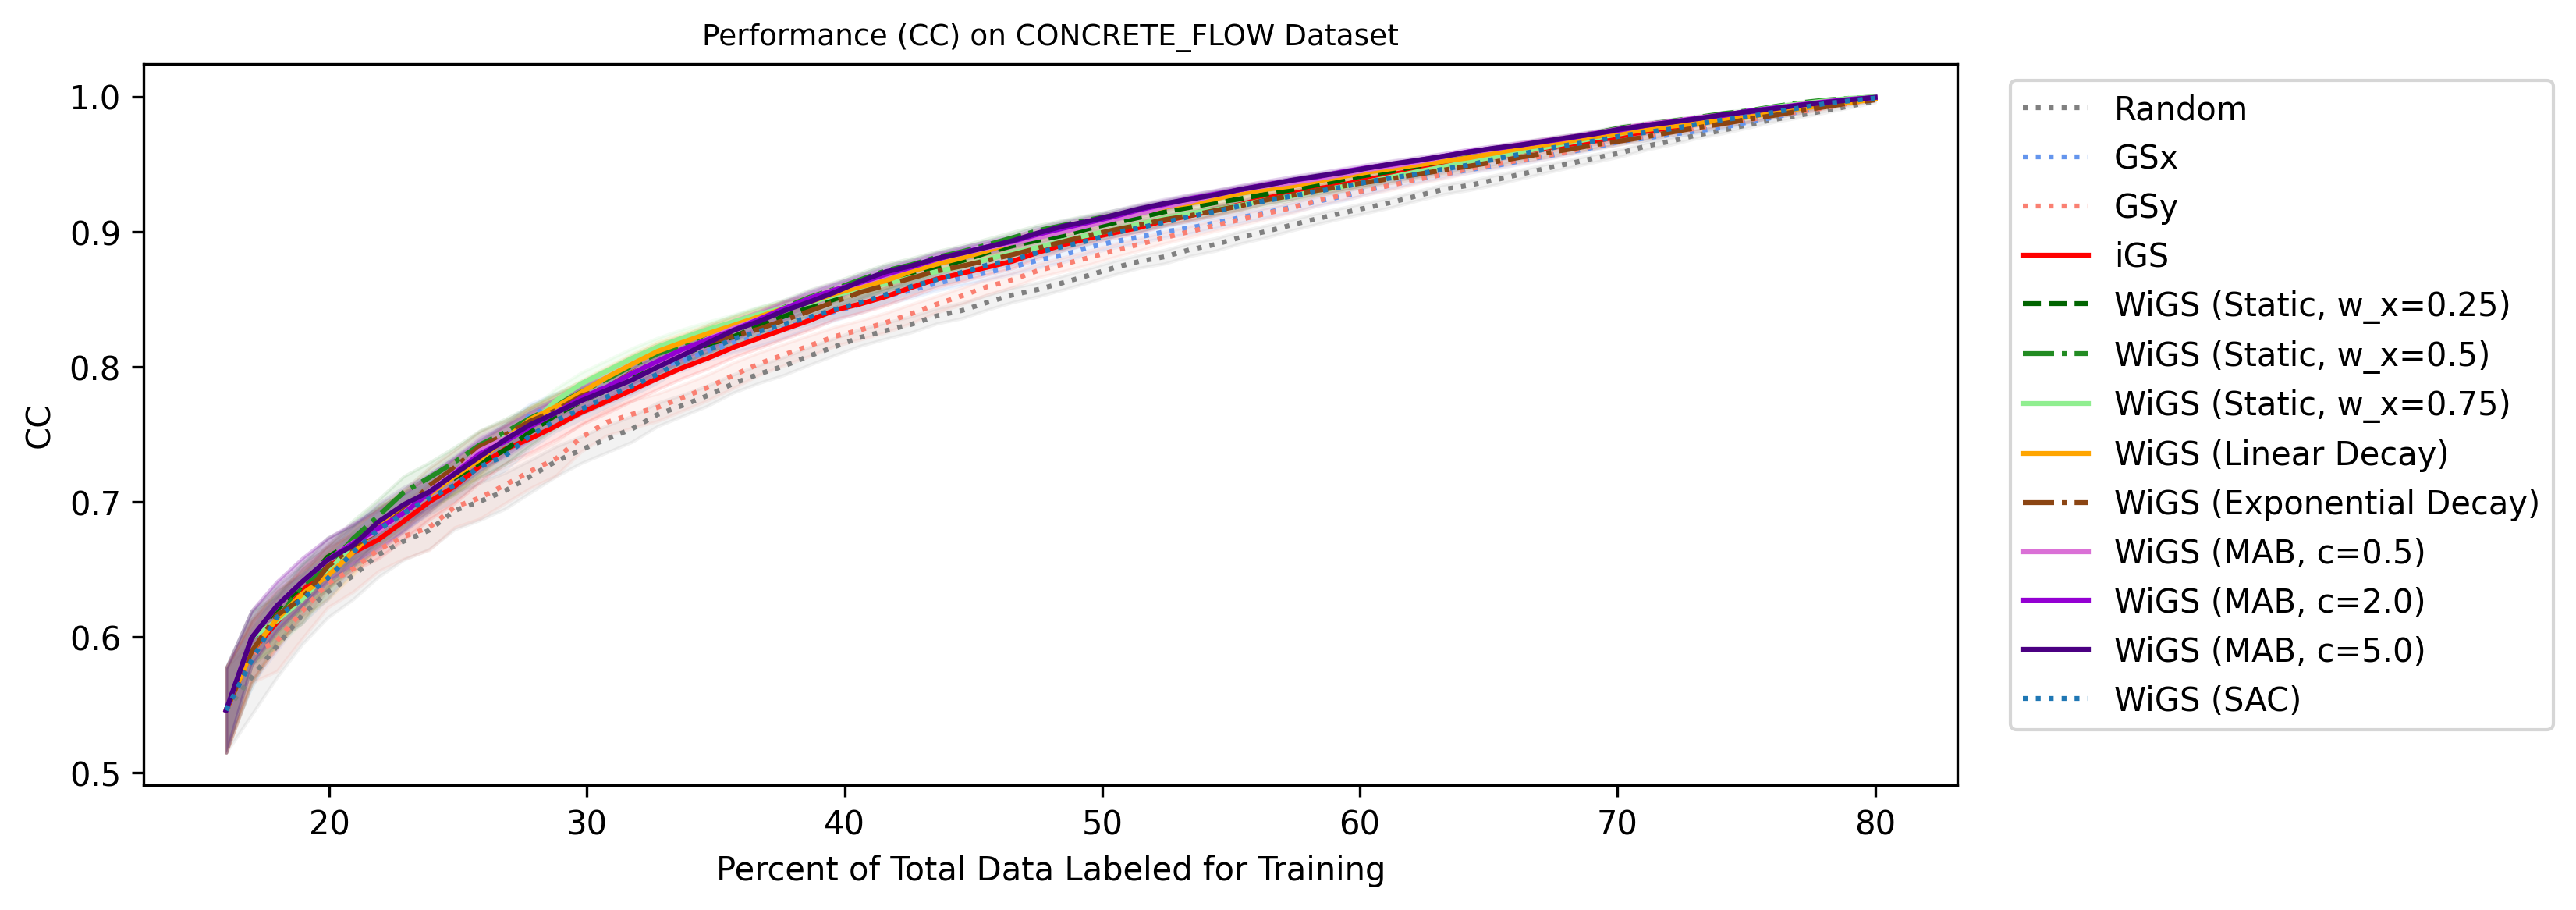 Performance (CC) on CONCRETE_FLOW Dataset
1.0
0.9
0.8
0.7
0.6
0.5
CC
20 30 40 50 60 70 80
Percent of Total Data Labeled for Training
Random
GSx
GSy
iGS
WiGS (Static, w_x=0.25)
WiGS (Static, w_x=0.5)
WiGS (Static, w_x=0.75)
WiGS (Linear Decay)
WiGS (Exponential Decay)
WiGS (MAB, c=0.5)
WiGS (MAB, c=2.0)
WiGS (MAB, c=5.0)
WiGS (SAC)